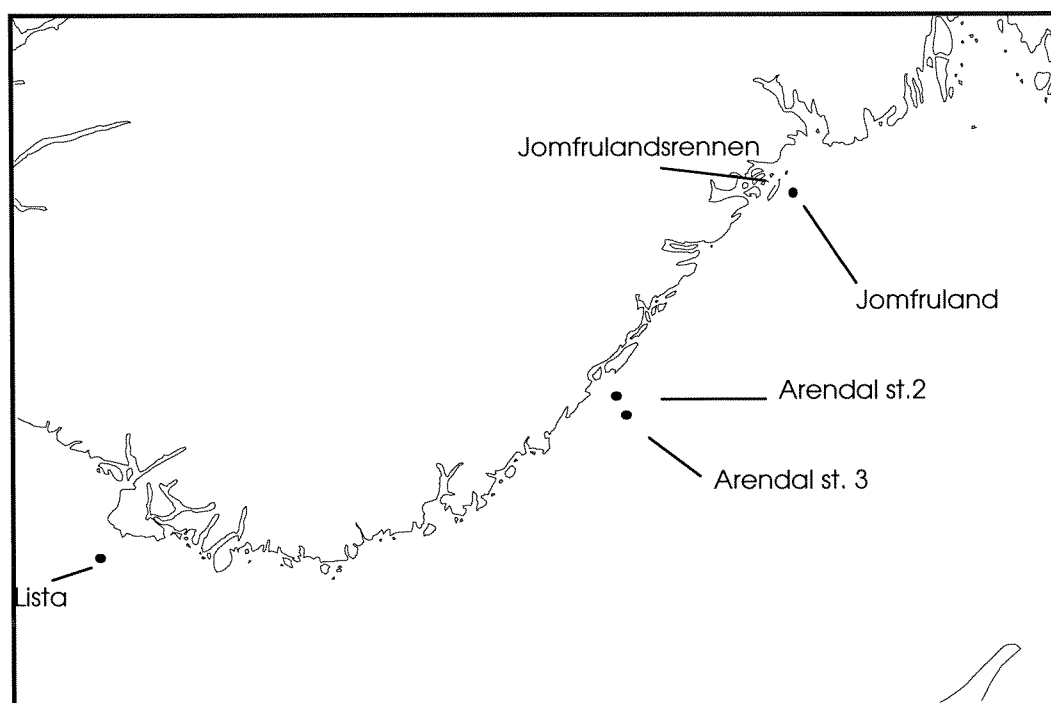 Jomfrulandsrennen
Jomfruland
Arendal st.2
Arendal st. 3
Lista